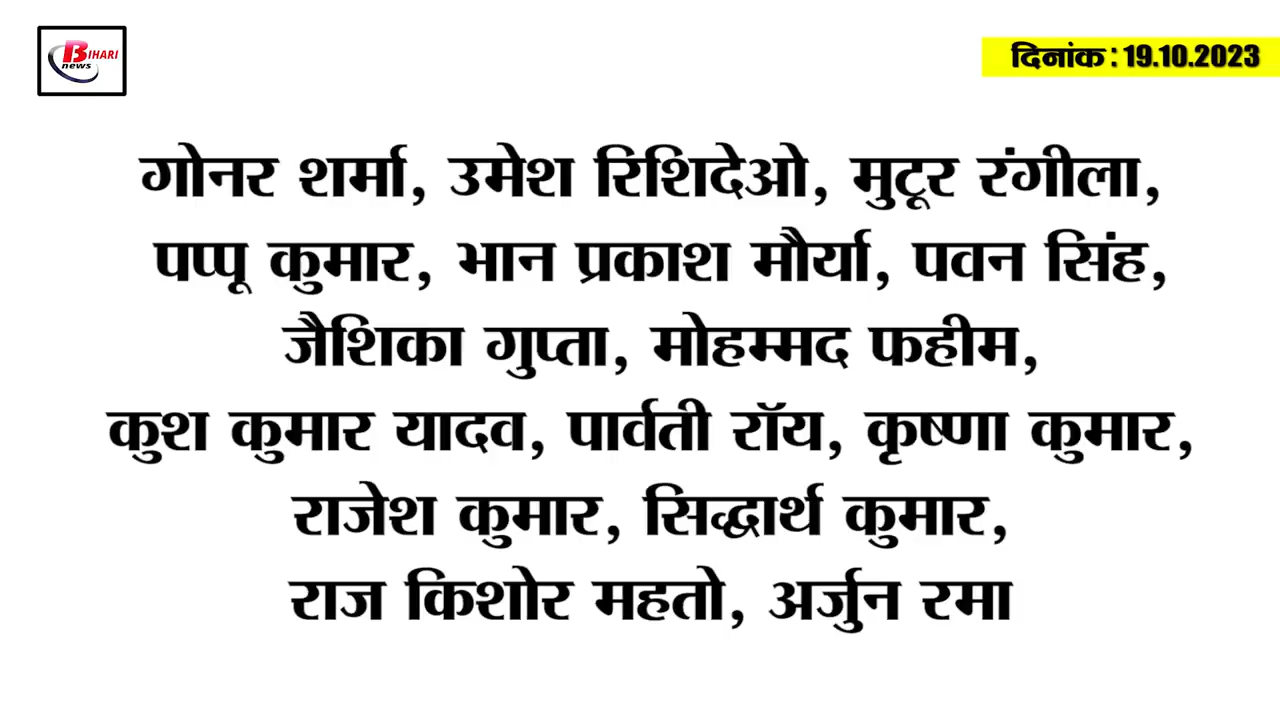 BIHARI
news
दिनांक : 19.10.2023
गोनर शर्मा, उमेश रिशिदेओ, मुटूर रंगीला,
पप्पू कुमार, भान प्रकाश मौर्या, पवन सिंह,
जैशिका गुप्ता, मोहम्मद फहीम,
कुश कुमार यादव, पार्वती रॉय, कृष्णा कुमार,
राजेश कुमार, सिद्धार्थ कुमार,
राज किशोर महतो, अर्जुन रमा